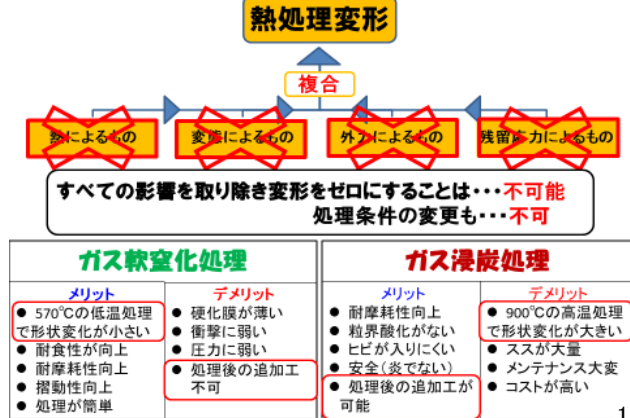 熱処理変形
複合
熱によるもの
変態によるもの
外力によるもの
残留応力によるもの
すべての影響を取り除き変形をゼロにすることは・・・不可能
処理条件の変更も・・・不可
ガス軟窒化処理
メリット
● 570℃の低温処理
で形状変化が小さい
● 耐食性が向上
● 耐摩耗性向上
● 摺動性向上
● 処理が簡単
デメリット
● 硬化膜が薄い
● 衝撃に弱い
● 圧力に弱い
● 処理後の追加工
不可
ガス浸炭処理
メリット
● 耐摩耗性向上
● 粒界酸化がない
● ヒビが入りにくい
● 安全(炎でない)
● 処理後の追加工が
可能
デメリット
● 900℃の高温処理
で形状変化が大きい
● ススが大量
● メンテナンス大変
● コストが高い
1